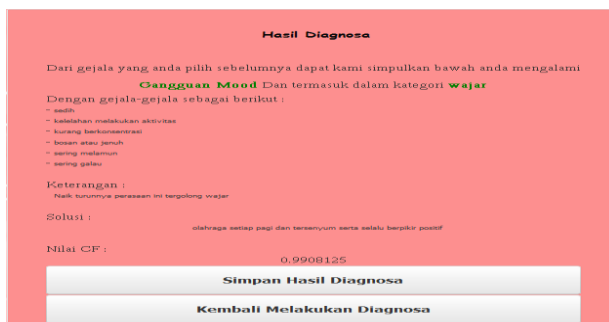 Hasil Diagnosa
Dari gejala yang anda pilih sebelumnya dapat kami simpulkan bawah anda mengalami
Gangguan Mood Dan termasuk dalam kategori wajar
Dengan gejala-gejala sebagai berikut :
- sedih
- kelelahan melakukan aktivitas
- kurang berkonsentrasi
- bosan atau jenuh
- sering melamun
- sering galau
Keterangan :
Naik turunnya perasaan ini tergolong wajar
Solusi :
olahraga setiap pagi dan tersenyum serta selalu berpikir positif
Nilai CF :
0.9908125
Simpan Hasil Diagnosa
Kembali Melakukan Diagnosa